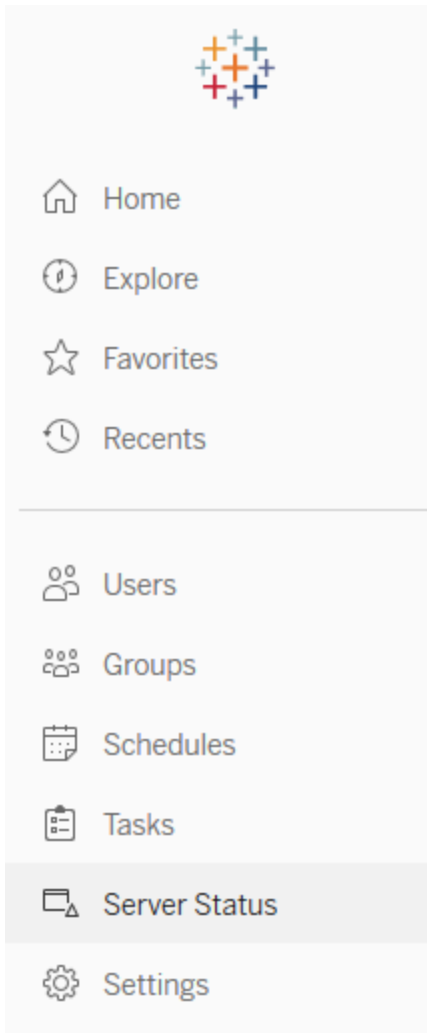 Home
Explore
Favorites
Recents
Users
Groups
Schedules
Tasks
Server Status
Settings